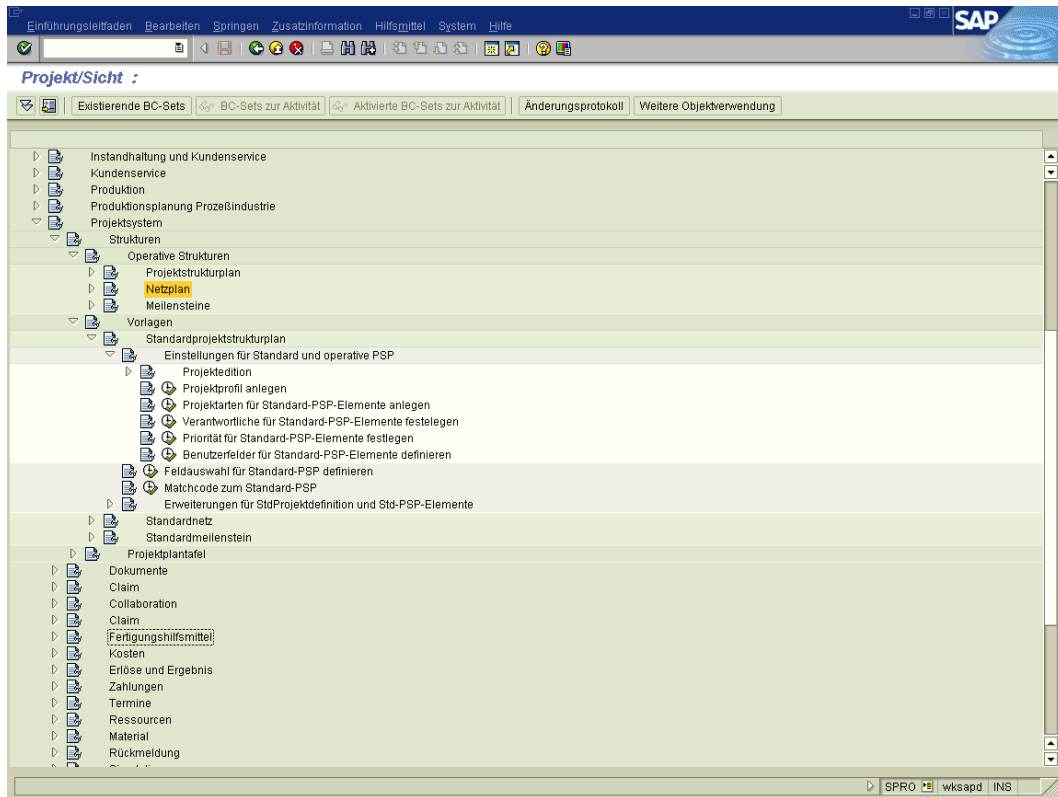 Einführungsleitfaden Bearbeiten Springen Zusatzinformation Hilfsmittel System Hilfe
SAP
Projekt/Sicht :
Existierende BC-Sets BC-Sets zur Aktivität Aktivierte BC-Sets zur Aktivität Änderungsprotokoll Weitere Objektverwendung
Instandhaltung und Kundenservice
Kundenservice
Produktion
Produktionsplanung Prozeßindustrie
Projektsystem
Strukturen
Operative Strukturen
Projektstrukturplan
Netzplan
Meilensteine
Vorlagen
Standardprojektstrukturplan
Einstellungen für Standard und operative PSP
Projektedition
Projektprofil anlegen
Projektarten für Standard-PSP-Elemente anlegen
Verantwortliche für Standard-PSP-Elemente festelegen
Priorität für Standard-PSP-Elemente festlegen
Benutzerfelder für Standard-PSP-Elemente definieren
Feldauswahl für Standard-PSP definieren
Matchcode zum Standard-PSP
Erweiterungen für StdProjektdefinition und Std-PSP-Elemente
Standardnetz
Standardmeilenstein
Projektplantafel
Dokumente
Claim
Collaboration
Claim
Fertigungshilfsmittel
Kosten
Erlöse und Ergebnis
Zahlungen
Termine
Ressourcen
Material
Rückmeldung
SPRO wksapd INS